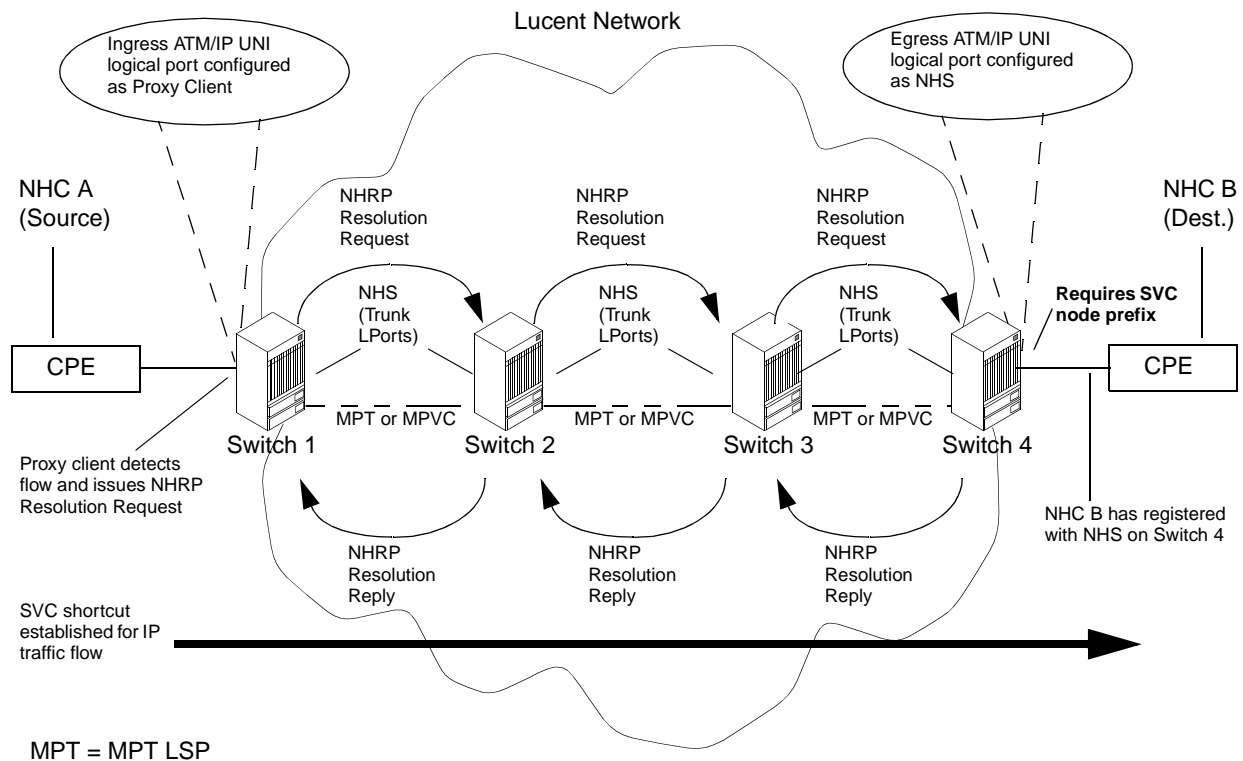 Lucent Network
Ingress ATM/IP UNI
logical port configured
as Proxy Client
Egress ATM/IP UNI
logical port configured
as NHS
NHC A
(Source)
NHC B
(Dest.)
NHRP
Resolution
Request
NHRP
Resolution
Request
NHRP
Resolution
Request
NHS
(Trunk
LPorts)
NHS
(Trunk
LPorts)
NHS
(Trunk
LPorts)
Requires SVC
node prefix
CPE
CPE
MPT or MPVC
MPT or MPVC
MPT or MPVC
Switch 1
Switch 2
Switch 3
Switch 4
Proxy client detects
flow and issues NHRP
Resolution Request
NHC B has registered
with NHS on Switch 4
NHRP
Resolution
Reply
NHRP
Resolution
Reply
NHRP
Resolution
Reply
SVC shortcut
established for IP
traffic flow
MPT = MPT LSP